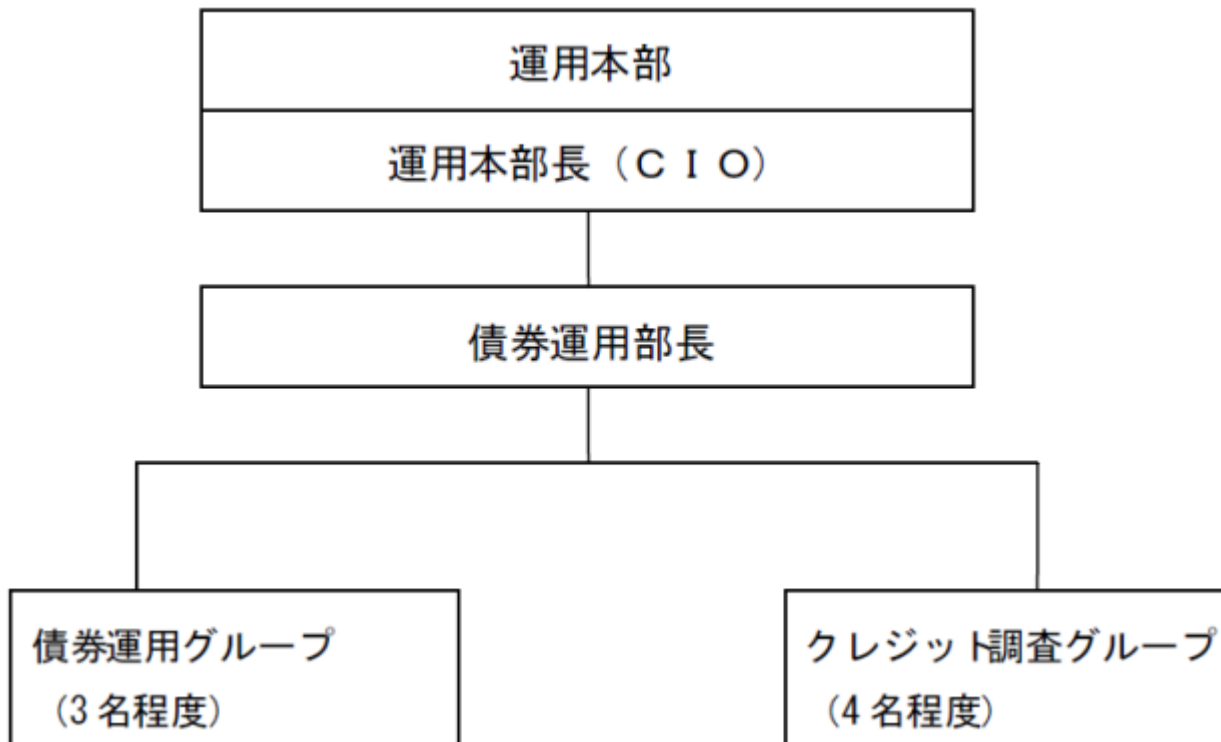 運用本部
運用本部長（ＣＩＯ）
債券運用部長
債券運用グループ
（3 名程度）
クレジット調査グループ
（4 名程度）